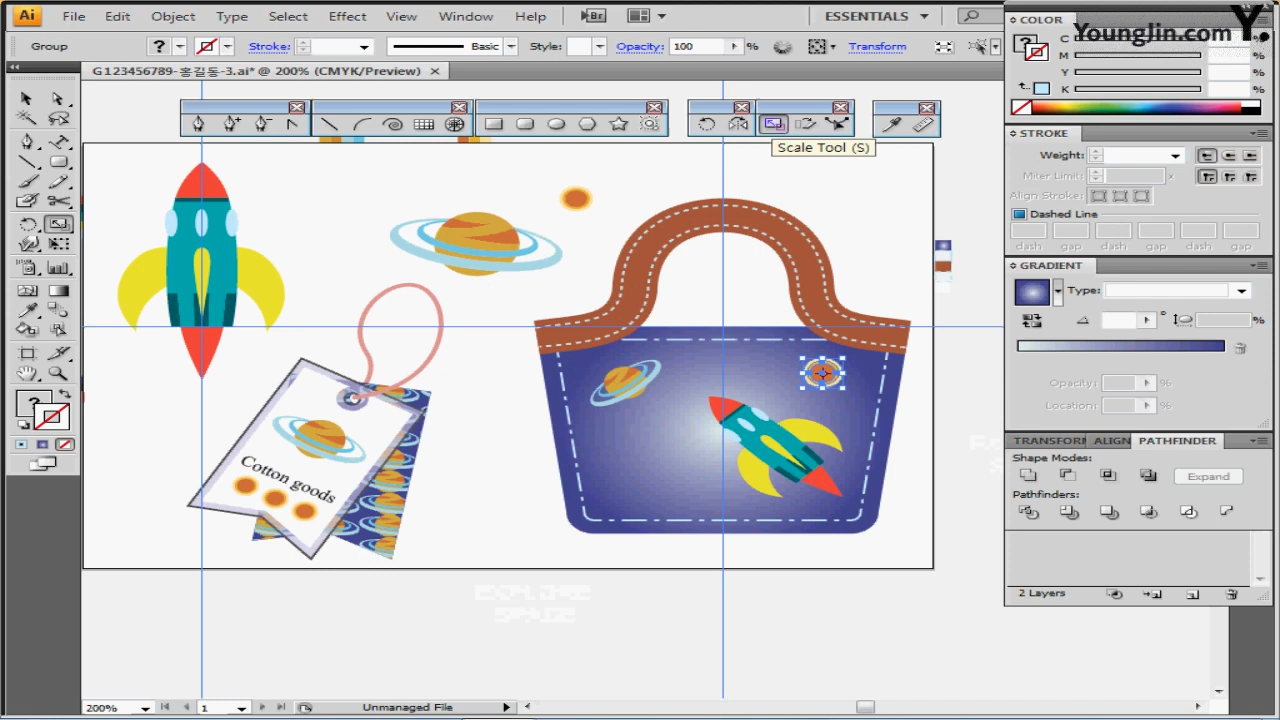 Ai File Edit Object Type Select Effect View Window Help Br ESSENTIALS
Group ? Stroke: Basic Style: Opacity: 100 % Transform
G123456789-홍길동-3.ai* @ 200% (CMYK/Preview)
Scale Tool (S)
COLOR
YoungJin.com Y.
C %
M %
Y %
K %
STROKE
Weight:
Miter Limit: x
Align Stroke:
Dashed Line
dash gap dash gap dash gap
GRADIENT
Type:
°
%
Opacity: %
Location: %
TRANSFORM ALIGN PATHFINDER
Shape Modes:
Expand
Pathfinders:
2 Layers
Cotton goods
EXPLORE
SPACE
200% 1 Unmanaged File